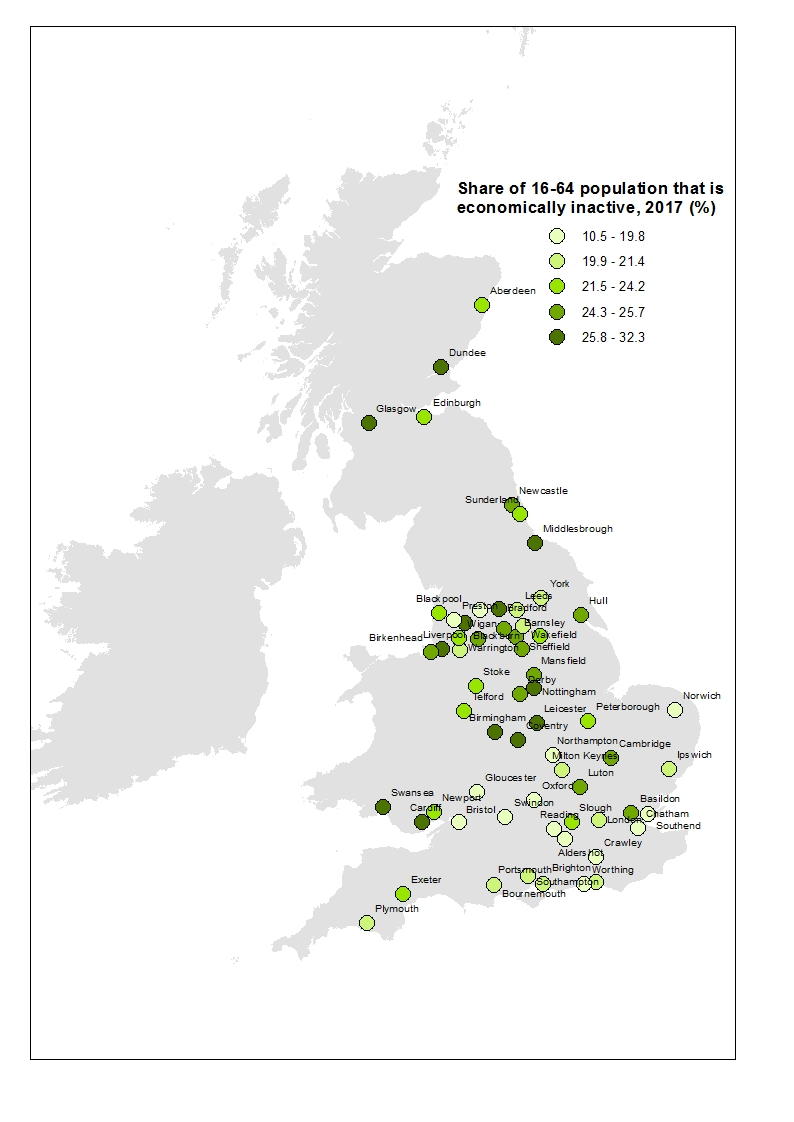 Share of 16-64 population that is
economically inactive, 2017 (%)
10.5 - 19.8
19.9 - 21.4
21.5 - 24.2
24.3 - 25.7
25.8 - 32.3
Aberdeen
Dundee
Glasgow
Edinburgh
Newcastle
Sunderland
Middlesbrough
York
Leeds
Blackpool
Preston
Bradford
Hull
Wigan
Barnsley
Birkenhead
Liverpool
Blackburn
Wakefield
Warrington
Sheffield
Mansfield
Stoke
Derby
Nottingham
Telford
Norwich
Leicester
Peterborough
Birmingham
Coventry
Northampton
Cambridge
Milton Keynes
Ipswich
Luton
Gloucester
Oxford
Swansea
Newport
Swindon
Basildon
Cardiff
Bristol
Slough
Reading
London
Chatham
Southend
Crawley
Aldershot
Portsmouth
Brighton
Worthing
Southampton
Bournemouth
Exeter
Plymouth